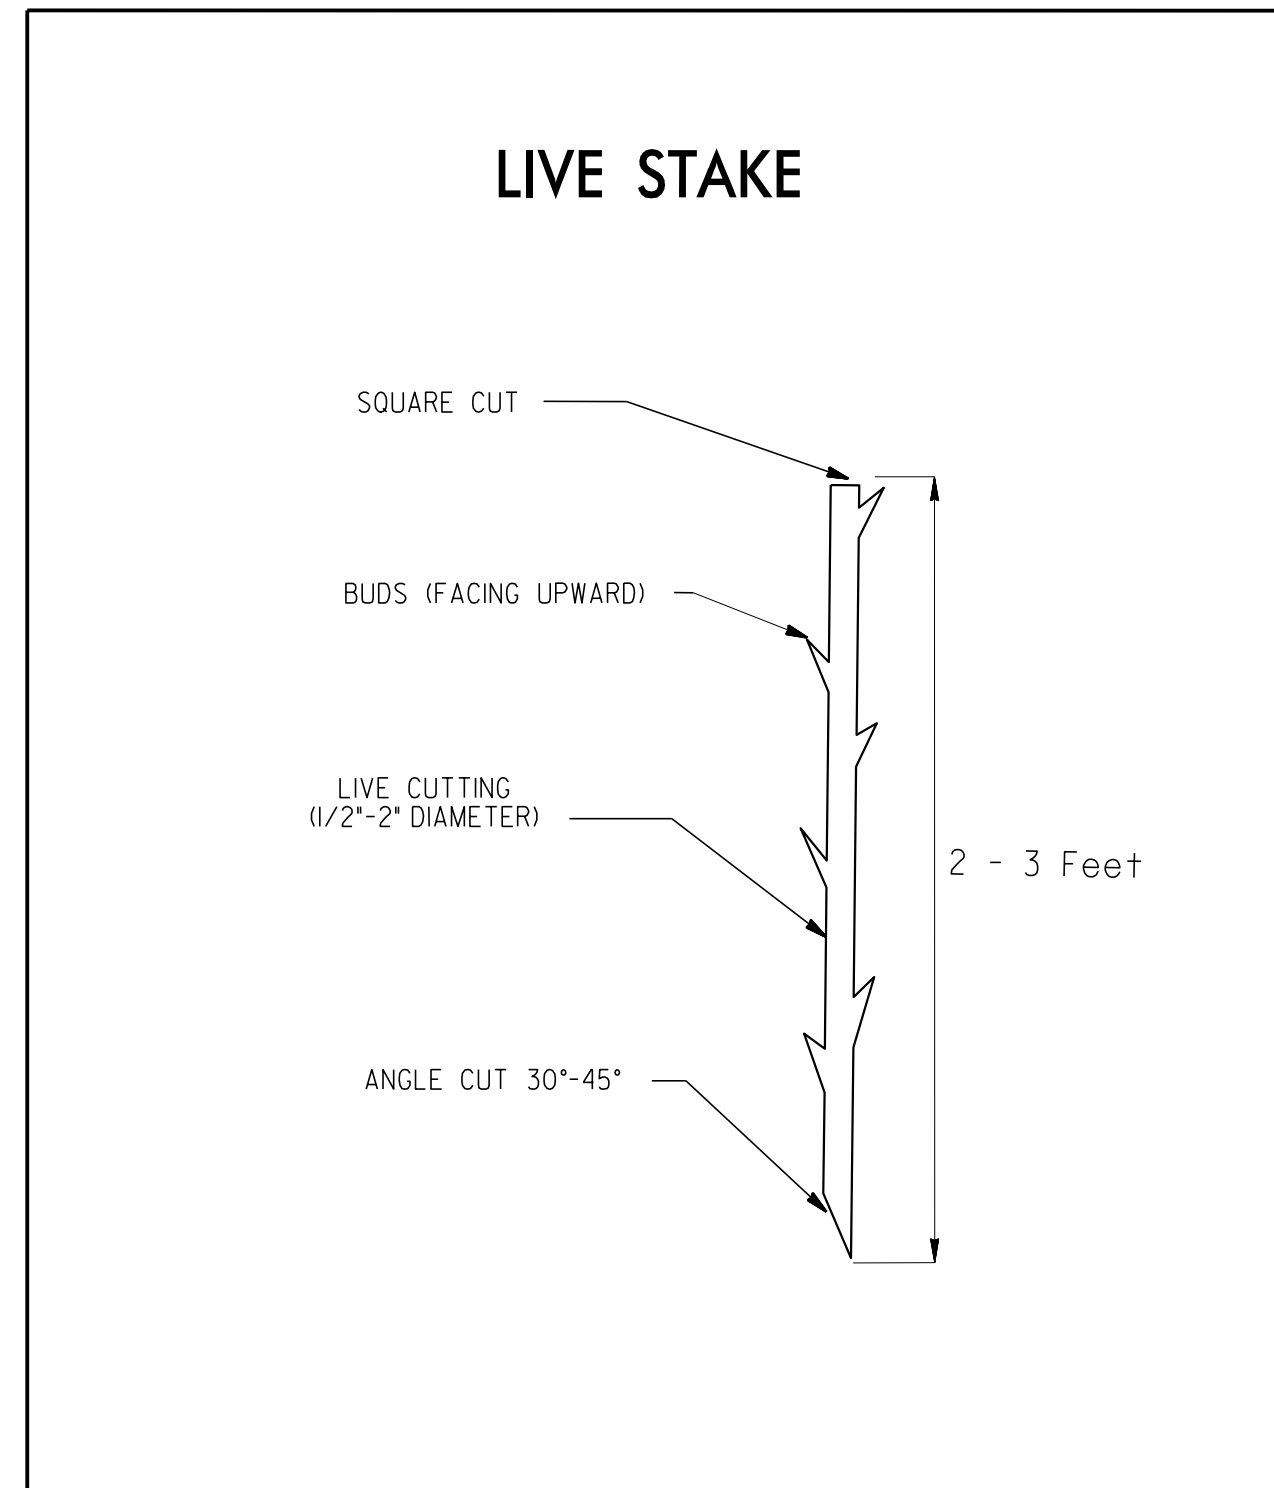 LIVE STAKE
SQUARE CUT
BUDS (FACING UPWARD)
LIVE CUTTING
(1/2"-2" DIAMETER)
2 - 3 Feet
ANGLE CUT 30°-45°